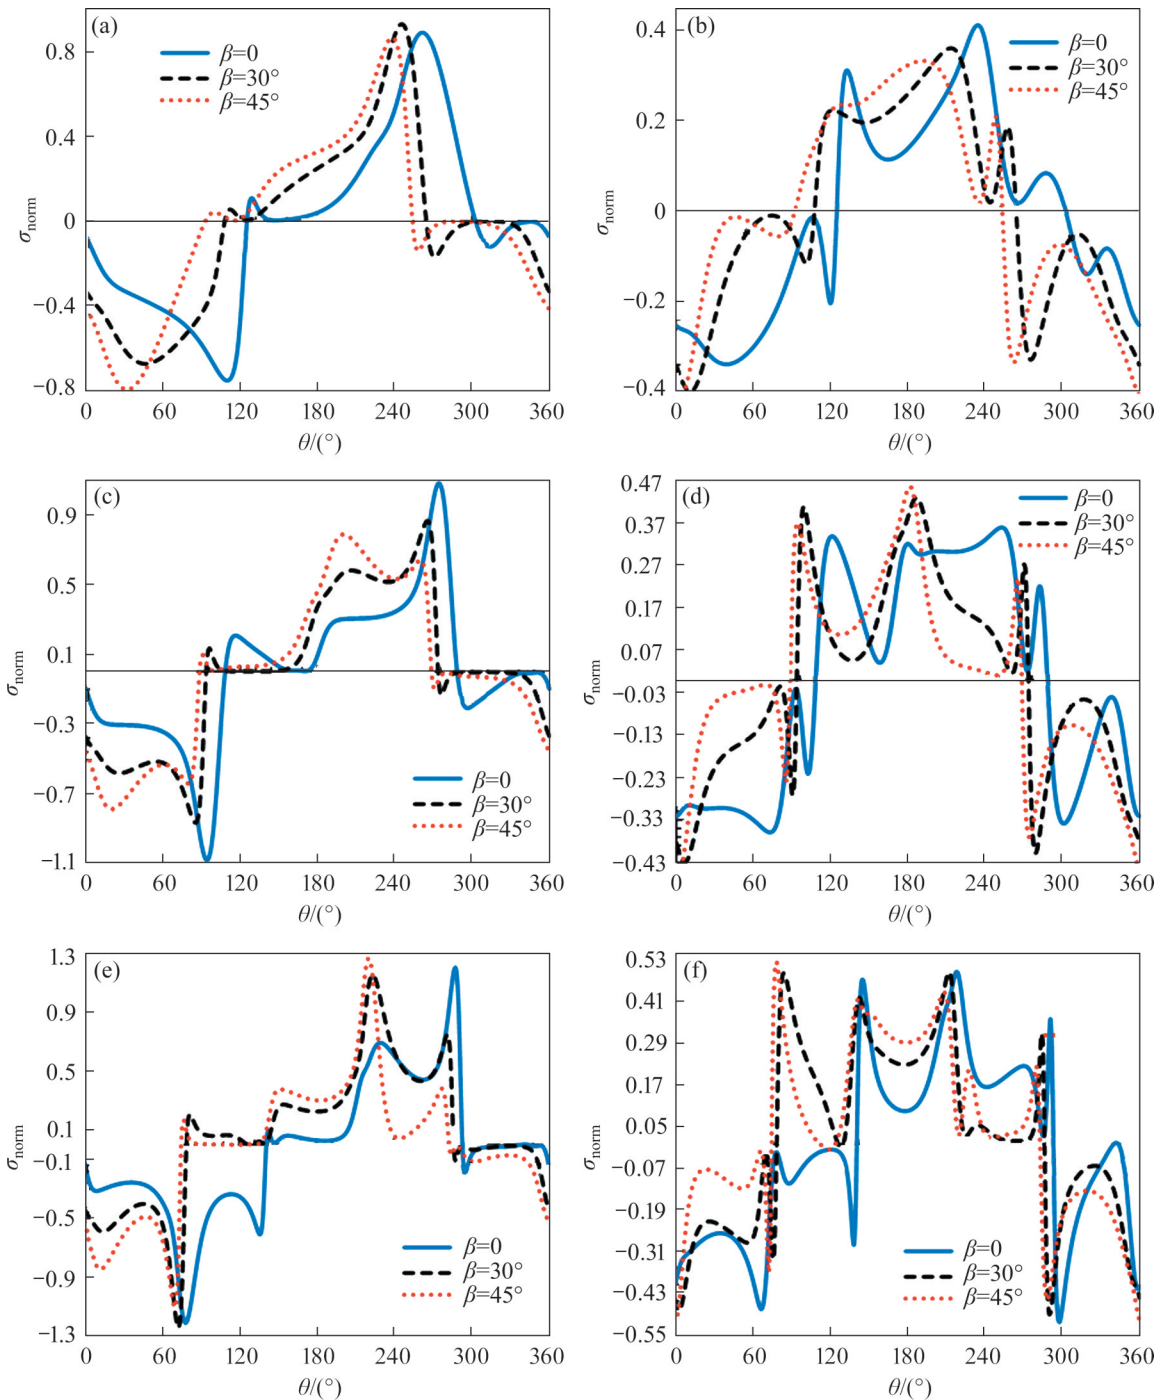 (a)
β=0
β=30°
β=45°
0.8
0.4
0
−0.4
−0.8
σnorm
0 60 120 180 240 300 360
θ/(°)
(b)
β=0
β=30°
β=45°
0.4
0.2
0
−0.2
−0.4
σnorm
0 60 120 180 240 300 360
θ/(°)
(c)
0.9
0.5
0.1
−0.3
−0.7
−1.1
σnorm
β=0
β=30°
β=45°
0 60 120 180 240 300 360
θ/(°)
(d)
β=0
β=30°
β=45°
0.47
0.37
0.27
0.17
0.07
−0.03
−0.13
−0.23
−0.33
−0.43
σnorm
0 60 120 180 240 300 360
θ/(°)
(e)
1.3
0.9
0.5
0.1
−0.1
−0.5
−0.9
−1.3
σnorm
β=0
β=30°
β=45°
0 60 120 180 240 300 360
θ/(°)
(f)
0.53
0.41
0.29
0.17
0.05
−0.07
−0.19
−0.31
−0.43
−0.55
σnorm
β=0
β=30°
β=45°
0 60 120 180 240 300 360
θ/(°)